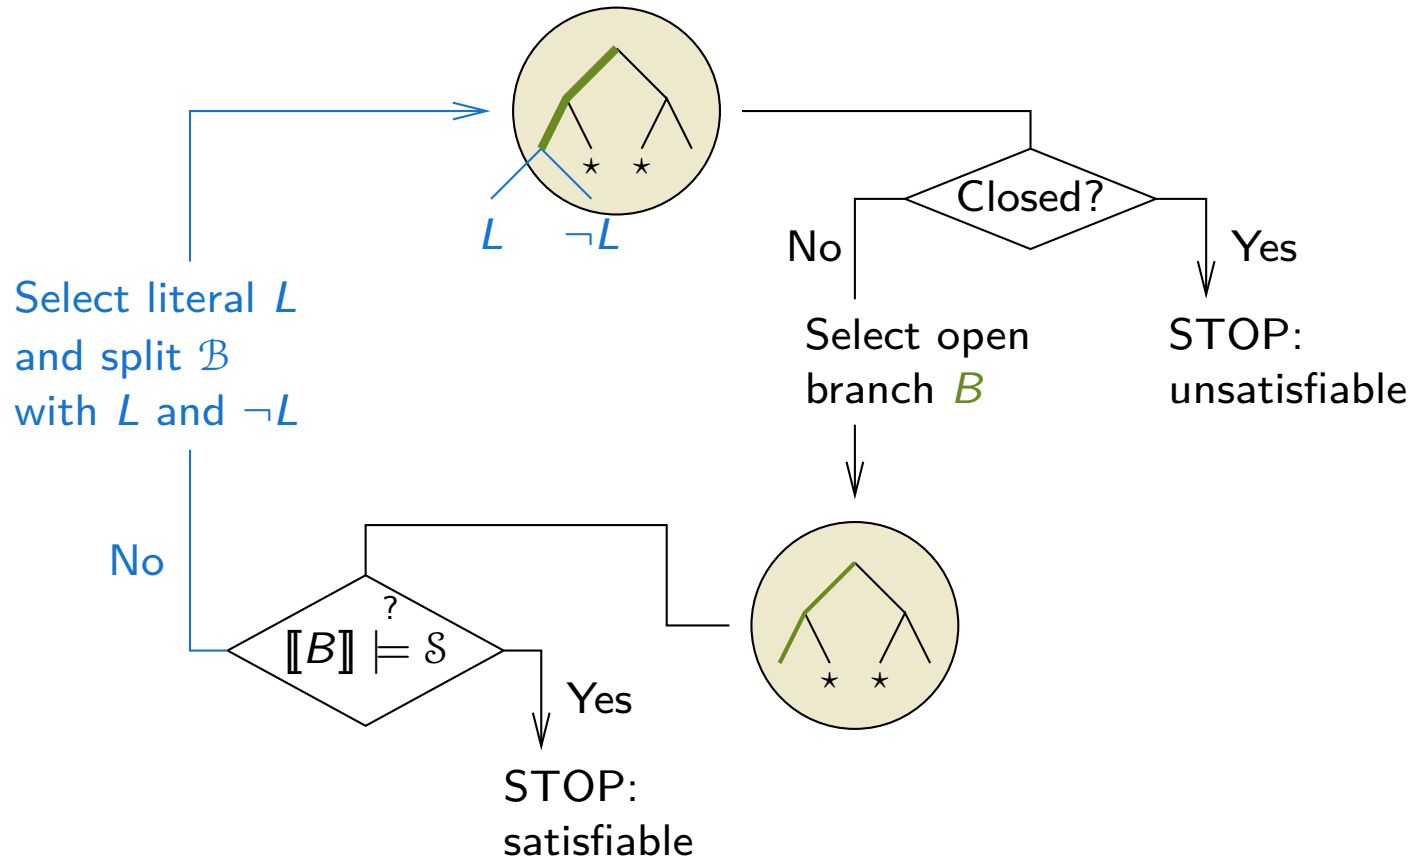 ⋆ ⋆
L ¬L
Closed?
No
Yes
Select literal L
and split ℬ
with L and ¬L
Select open
branch B
STOP:
unsatisfiable
No
?
⟦B⟧ ⊨ 𝒮
⋆ ⋆
Yes
STOP:
satisfiable